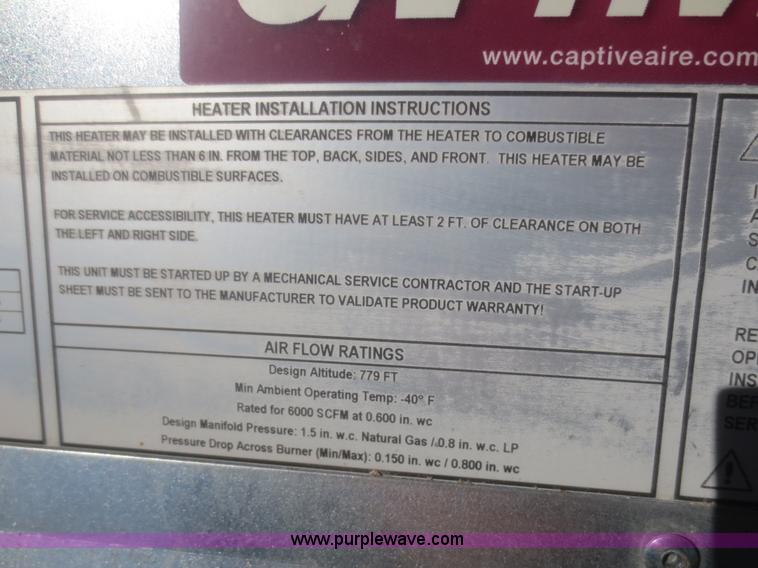 www.captiveaire.com
HEATER INSTALLATION INSTRUCTIONS
THIS HEATER MAY BE INSTALLED WITH CLEARANCES FROM THE HEATER TO COMBUSTIBLE
MATERIAL NOT LESS THAN 6 IN. FROM THE TOP, BACK, SIDES, AND FRONT. THIS HEATER MAY BE
INSTALLED ON COMBUSTIBLE SURFACES.
FOR SERVICE ACCESSIBILITY, THIS HEATER MUST HAVE AT LEAST 2 FT. OF CLEARANCE ON BOTH
THE LEFT AND RIGHT SIDE.
THIS UNIT MUST BE STARTED UP BY A MECHANICAL SERVICE CONTRACTOR AND THE START-UP
SHEET MUST BE SENT TO THE MANUFACTURER TO VALIDATE PRODUCT WARRANTY!
AIR FLOW RATINGS
Design Altitude: 779 FT
Min Ambient Operating Temp: -40° F
Rated for 6000 SCFM at 0.600 in. wc
Design Manifold Pressure: 1.5 in. w.c. Natural Gas /.0.8 in. w.c. LP
Pressure Drop Across Burner (Min/Max): 0.150 in. wc / 0.800 in. wc
www.purplewave.com